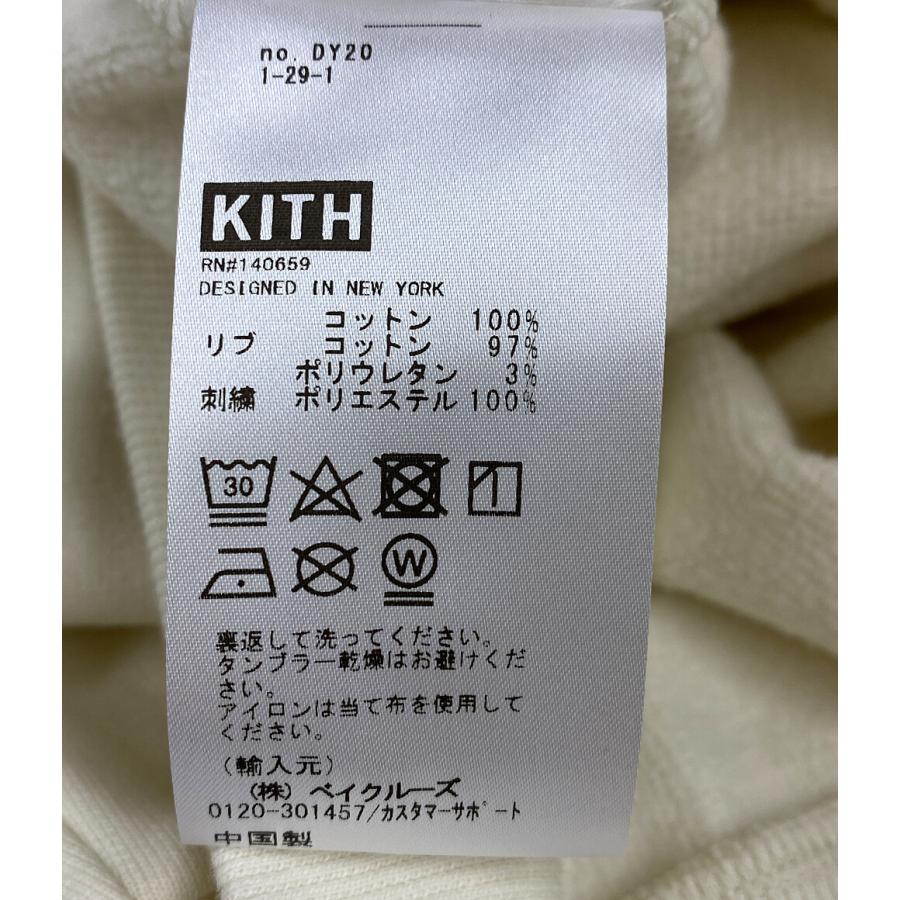 no. DY20
1-29-1
KITH
RN#140659
DESIGNED IN NEW YORK
コットン 100%
リブ コットン 97%
ポリウレタン 3%
刺繍 ポリエステル 100%
30
W
裏返して洗ってください。
タンブラー乾燥はお避けくだ
さい。
アイロンは当て布を使用して
ください。
(輸入元)
(株) ベイクルーズ
0120-301457/カスタマーサポート
中国製